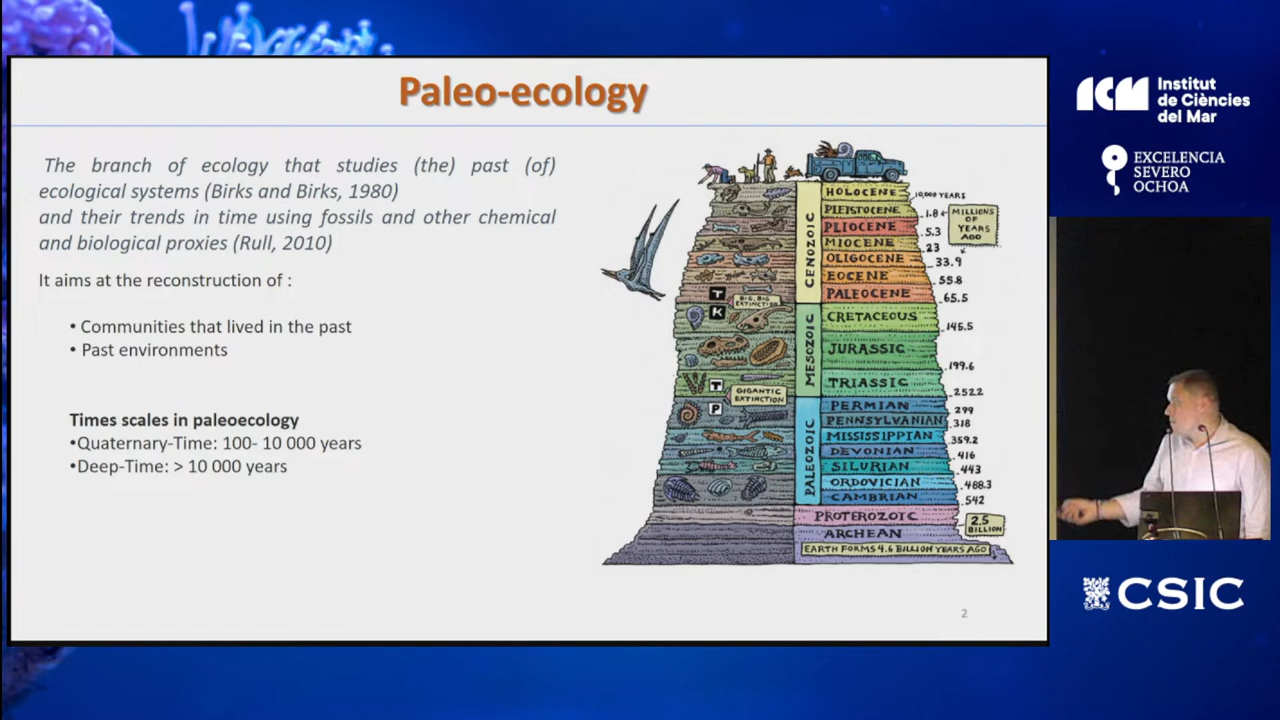 Paleo-ecology
The branch of ecology that studies (the) past (of)
ecological systems (Birks and Birks, 1980)
and their trends in time using fossils and other chemical
and biological proxies (Rull, 2010)
It aims at the reconstruction of :
• Communities that lived in the past
• Past environments
Times scales in paleoecology
•Quaternary-Time: 100- 10 000 years
•Deep-Time: > 10 000 years
CENOZOIC
HOLOCENE
10,000 YEARS
PLEISTOCENE
1.8
MILLIONS
OF
YEARS
AGO
PLIOCENE
5.3
MIOCENE
23
OLIGOCENE
33.9
EOCENE
55.8
PALEOCENE
65.5
T
BIG, BIG
EXTINCTION
K
MESOZOIC
CRETACEOUS
145.5
JURASSIC
199.6
TRIASSIC
252.2
T
GIGANTIC
EXTINCTION
P
PALEOZOIC
PERMIAN
299
PENNSYLVANIAN
318
MISSISSIPPIAN
359.2
DEVONIAN
416
SILURIAN
443
ORDOVICIAN
488.3
CAMBRIAN
542
PROTEROZOIC
2.5
BILLION
ARCHEAN
EARTH FORMS 4.6 BILLION YEARS AGO
2
ICM
Institut
de Ciències
del Mar
EXCELENCIA
SEVERO
OCHOA
CSIC